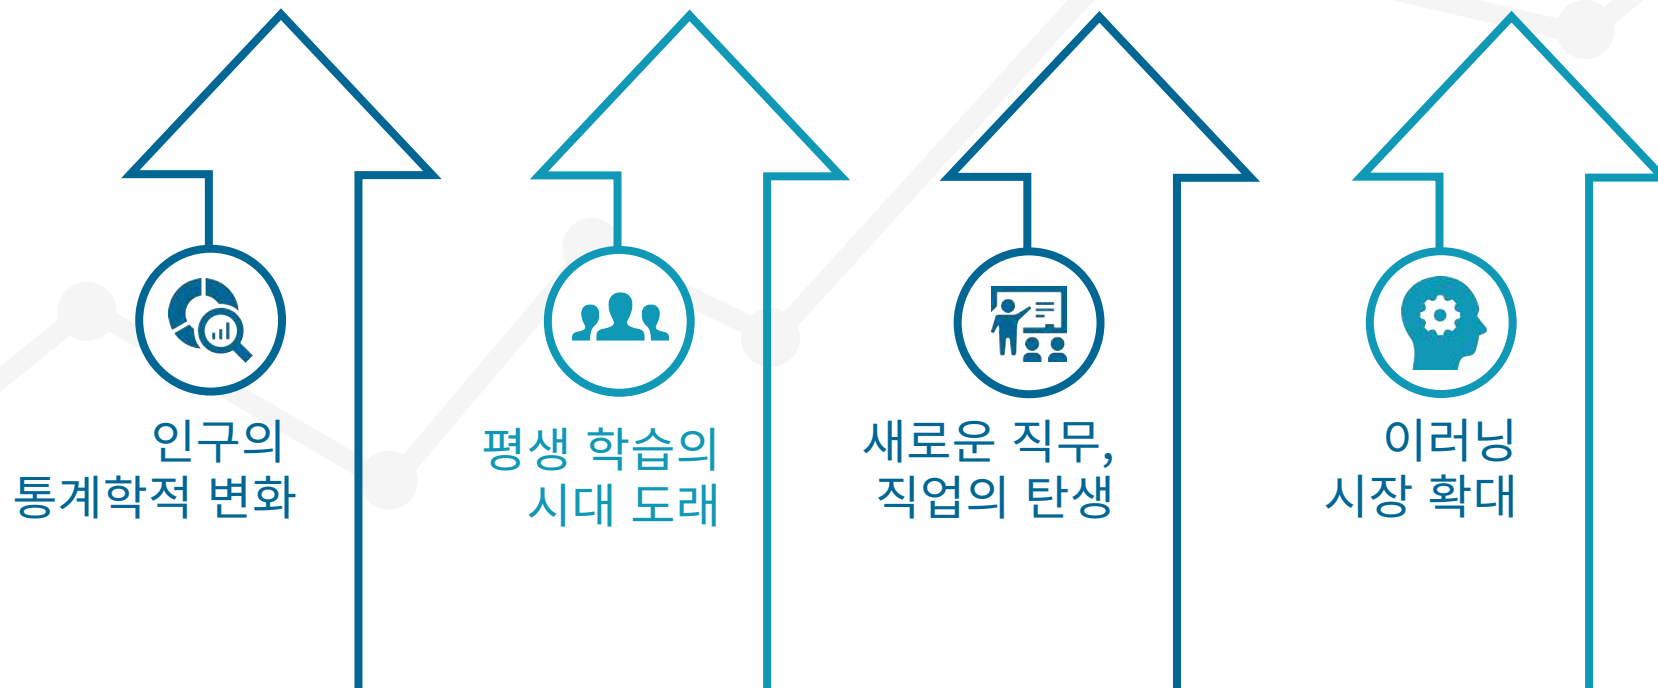 인구의
통계학적 변화
평생 학습의
시대 도래
새로운 직무,
직업의 탄생
이러닝
시장 확대